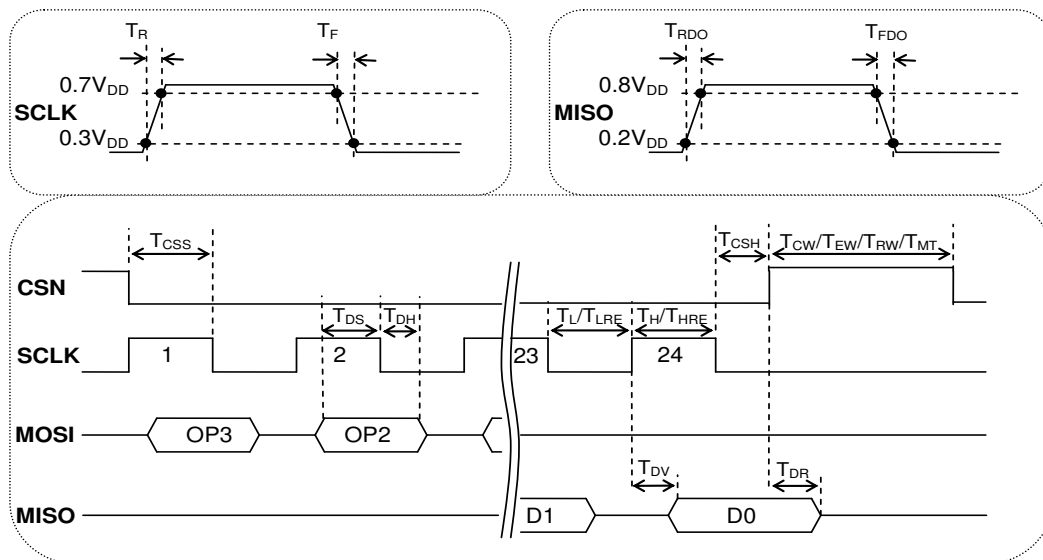 TR TF
0.7VDD
SCLK
0.3VDD
TRDO TFDO
0.8VDD
MISO
0.2VDD
TCSS TCSH TCW/TEW/TRW/TMT
CSN
TDS TDH TL/TLRE TH/THRE
SCLK 1 2 23 24
MOSI OP3 OP2
TDV TDR
MISO D1 D0